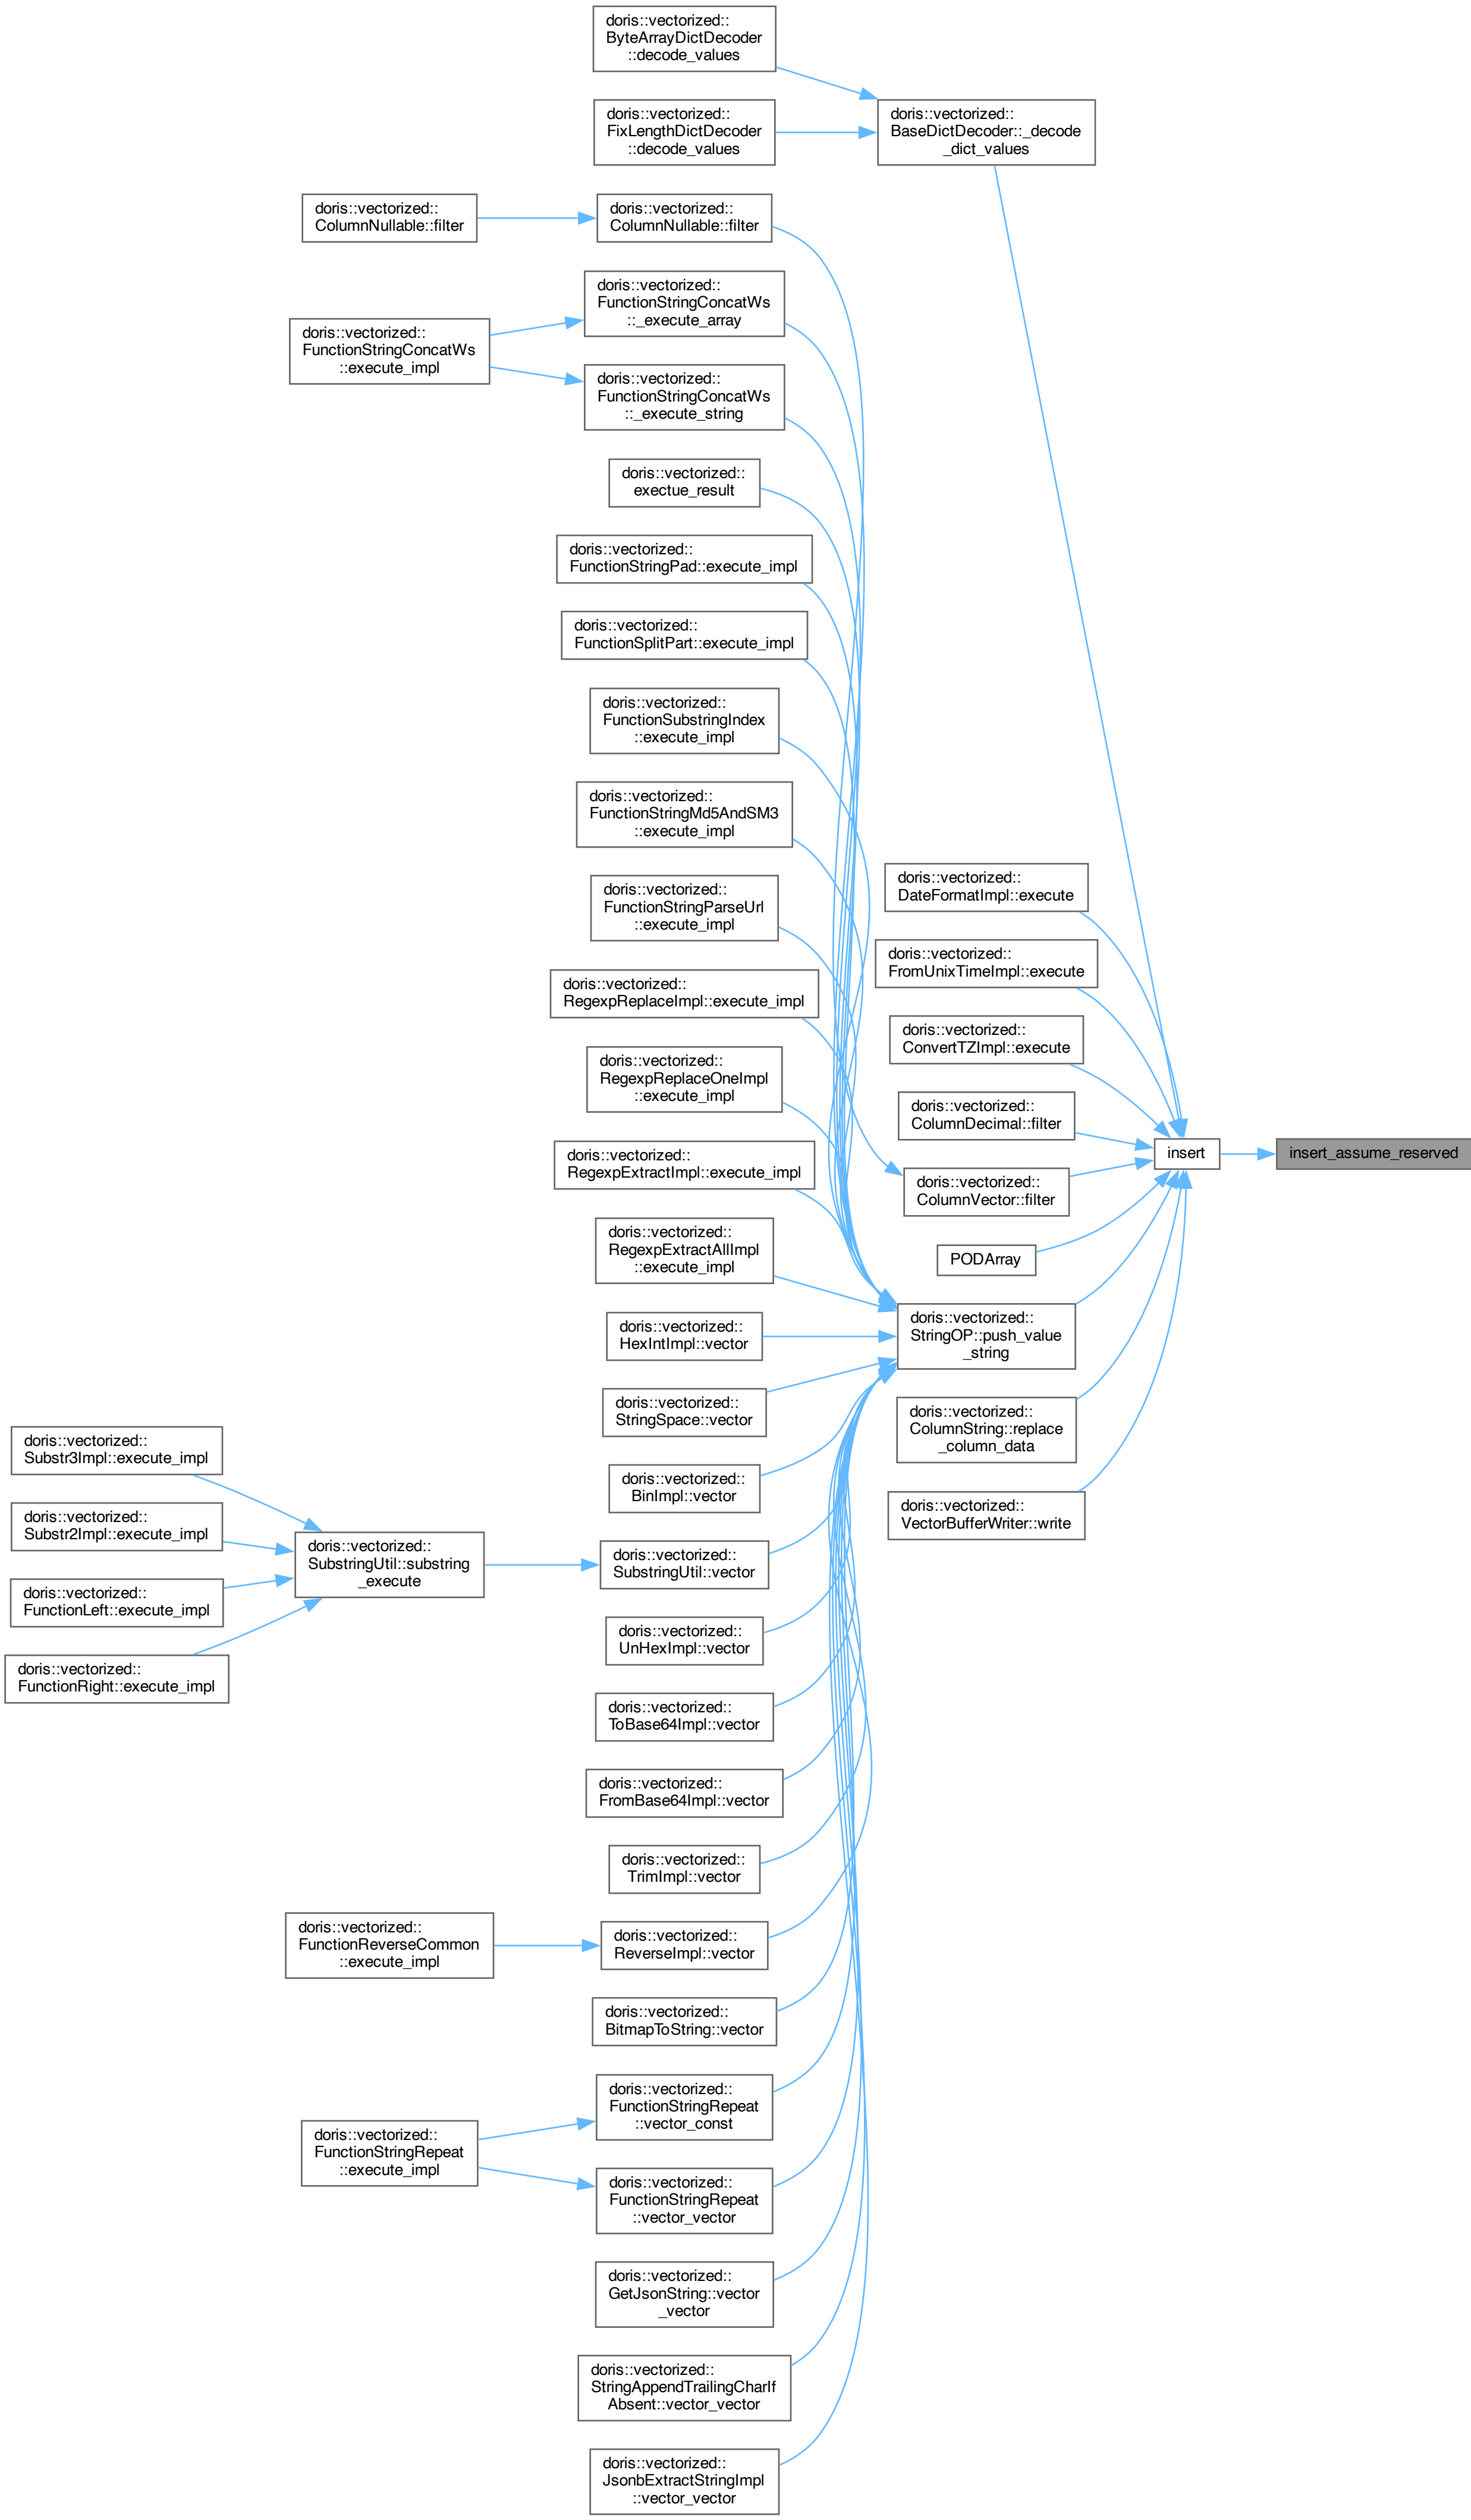 doris::vectorized::
ByteArrayDictDecoder
::decode_values
doris::vectorized::
FixLengthDictDecoder
::decode_values
doris::vectorized::
BaseDictDecoder::_decode
_dict_values
doris::vectorized::
ColumnNullable::filter
doris::vectorized::
ColumnNullable::filter
doris::vectorized::
FunctionStringConcatWs
::_execute_array
doris::vectorized::
FunctionStringConcatWs
::execute_impl
doris::vectorized::
FunctionStringConcatWs
::_execute_string
doris::vectorized::
exectue_result
doris::vectorized::
FunctionStringPad::execute_impl
doris::vectorized::
FunctionSplitPart::execute_impl
doris::vectorized::
FunctionSubstringIndex
::execute_impl
doris::vectorized::
FunctionStringMd5AndSM3
::execute_impl
doris::vectorized::
FunctionStringParseUrl
::execute_impl
doris::vectorized::
RegexpReplaceImpl::execute_impl
doris::vectorized::
RegexpReplaceOneImpl
::execute_impl
doris::vectorized::
RegexpExtractImpl::execute_impl
doris::vectorized::
RegexpExtractAllImpl
::execute_impl
doris::vectorized::
HexIntImpl::vector
doris::vectorized::
StringSpace::vector
doris::vectorized::
BinImpl::vector
doris::vectorized::
SubstringUtil::vector
doris::vectorized::
UnHexImpl::vector
doris::vectorized::
ToBase64Impl::vector
doris::vectorized::
FromBase64Impl::vector
doris::vectorized::
TrimImpl::vector
doris::vectorized::
ReverseImpl::vector
doris::vectorized::
BitmapToString::vector
doris::vectorized::
FunctionStringRepeat
::vector_const
doris::vectorized::
FunctionStringRepeat
::vector_vector
doris::vectorized::
GetJsonString::vector
_vector
doris::vectorized::
StringAppendTrailingCharIf
Absent::vector_vector
doris::vectorized::
JsonbExtractStringImpl
::vector_vector
doris::vectorized::
Substr3Impl::execute_impl
doris::vectorized::
Substr2Impl::execute_impl
doris::vectorized::
FunctionLeft::execute_impl
doris::vectorized::
FunctionRight::execute_impl
doris::vectorized::
SubstringUtil::substring
_execute
doris::vectorized::
FunctionReverseCommon
::execute_impl
doris::vectorized::
FunctionStringRepeat
::execute_impl
doris::vectorized::
DateFormatImpl::execute
doris::vectorized::
FromUnixTimeImpl::execute
doris::vectorized::
ConvertTZImpl::execute
doris::vectorized::
ColumnDecimal::filter
doris::vectorized::
ColumnVector::filter
PODArray
doris::vectorized::
StringOP::push_value
_string
doris::vectorized::
ColumnString::replace
_column_data
doris::vectorized::
VectorBufferWriter::write
insert
insert_assume_reserved